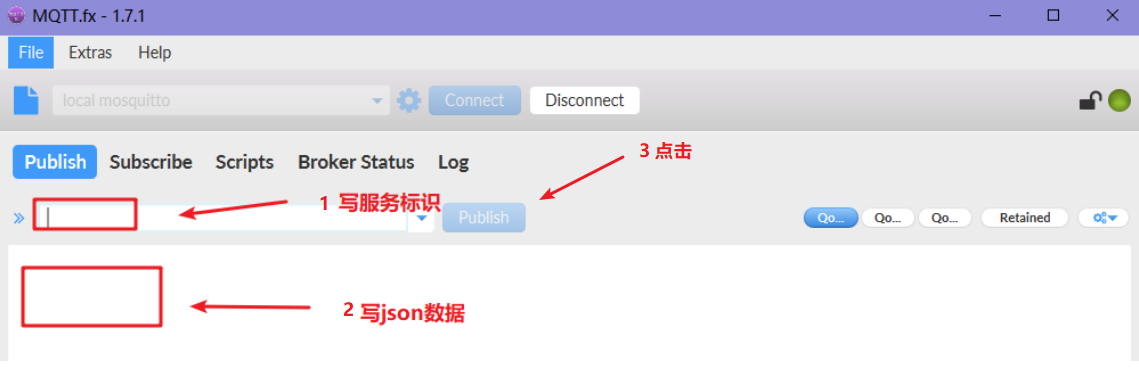 MQTT.fx - 1.7.1
File Extras Help
local mosquitto Connect Disconnect
Publish Subscribe Scripts Broker Status Log
3 点击
1 写服务标识
Publish Qo... Qo... Qo... Retained
2 写json数据